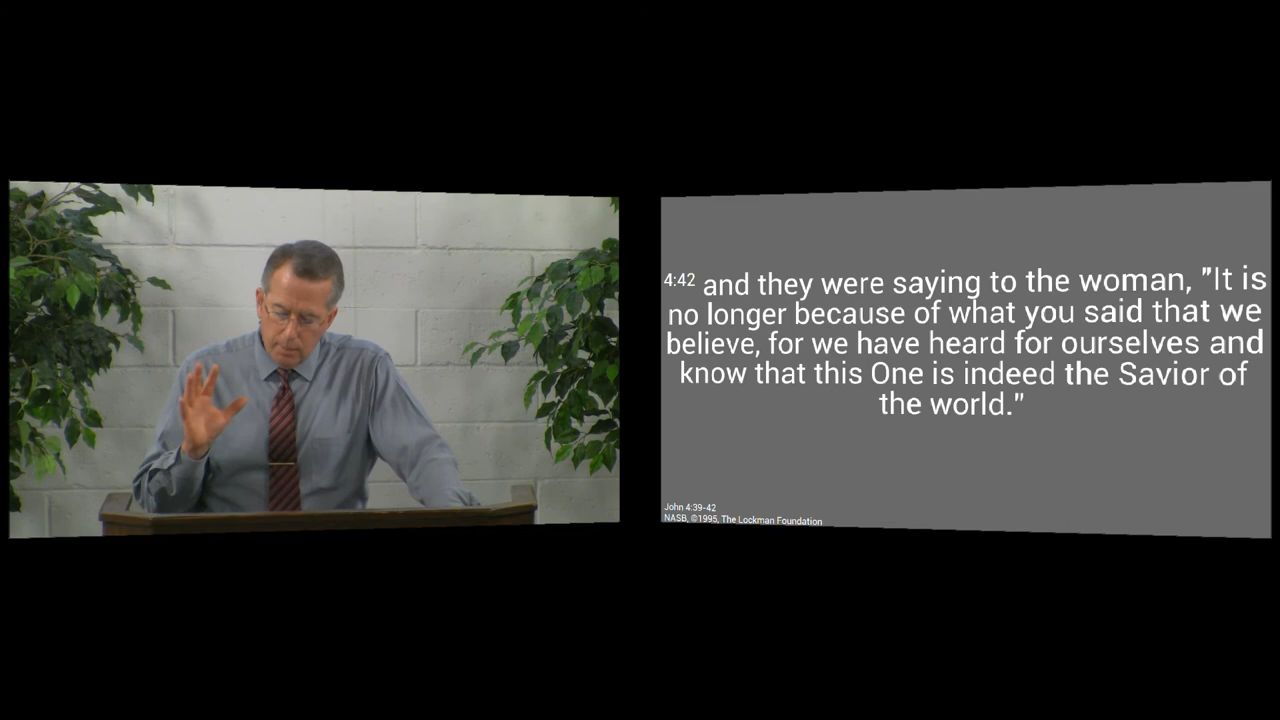 4:42 and they were saying to the woman, "It is
no longer because of what you said that we
believe, for we have heard for ourselves and
know that this One is indeed the Savior of
the world."
John 4:39-42
NASB, ©1995, The Lockman Foundation